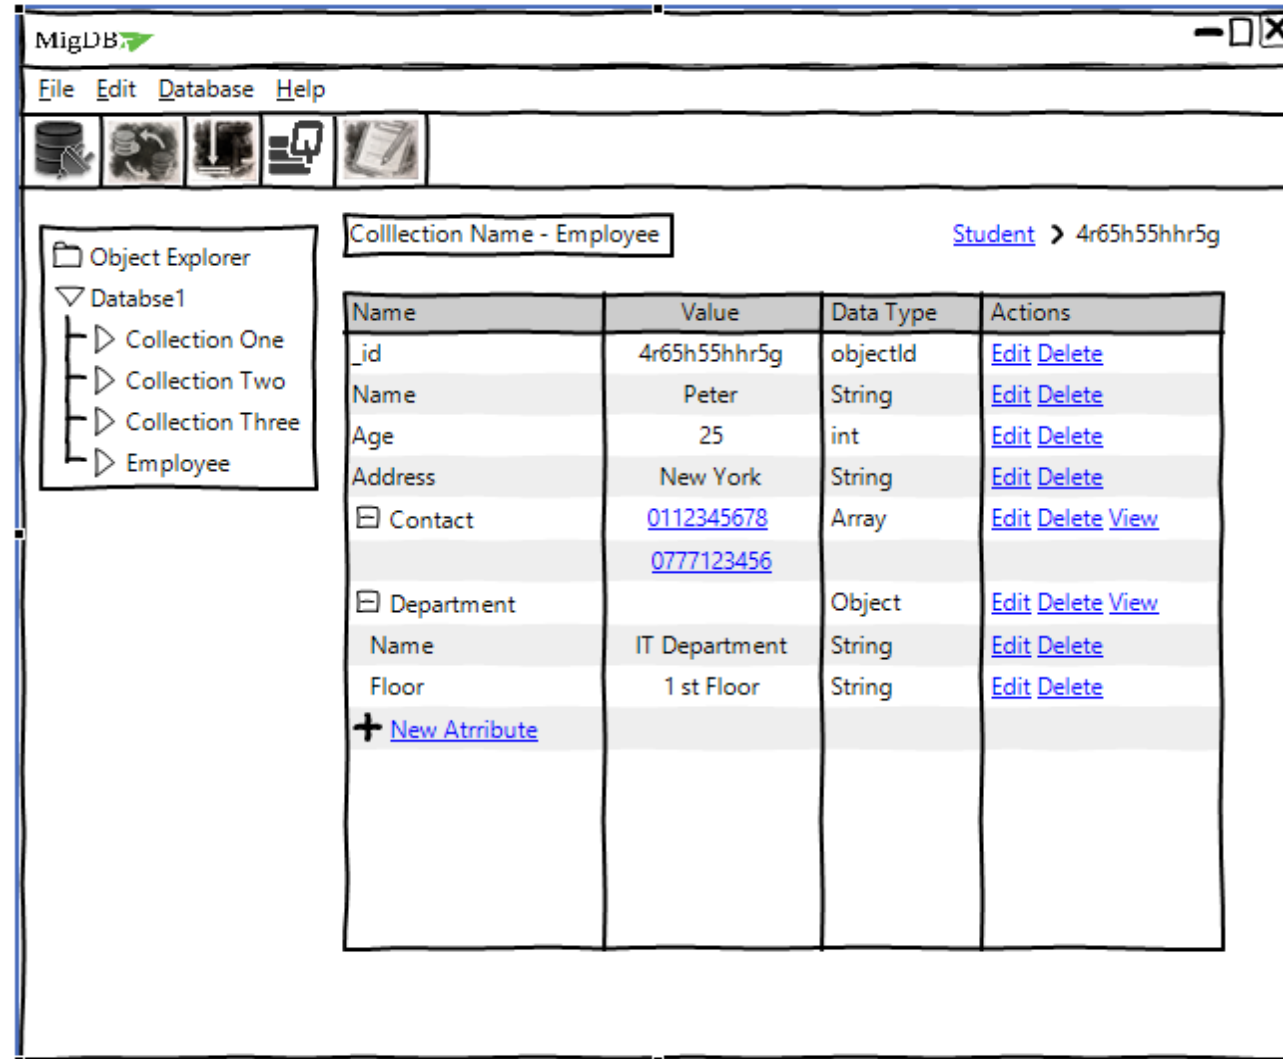 MigDB
File Edit Database Help
Colllection Name - Employee
Student > 4r65h55hhr5g
Object Explorer
Databse1
Collection One
Collection Two
Collection Three
Employee
Name Value Data Type Actions
_id 4r65h55hhr5g objectId Edit Delete
Name Peter String Edit Delete
Age 25 int Edit Delete
Address New York String Edit Delete
Contact 0112345678 Array Edit Delete View
0777123456
Department Object Edit Delete View
Name IT Department String Edit Delete
Floor 1 st Floor String Edit Delete
New Atrribute